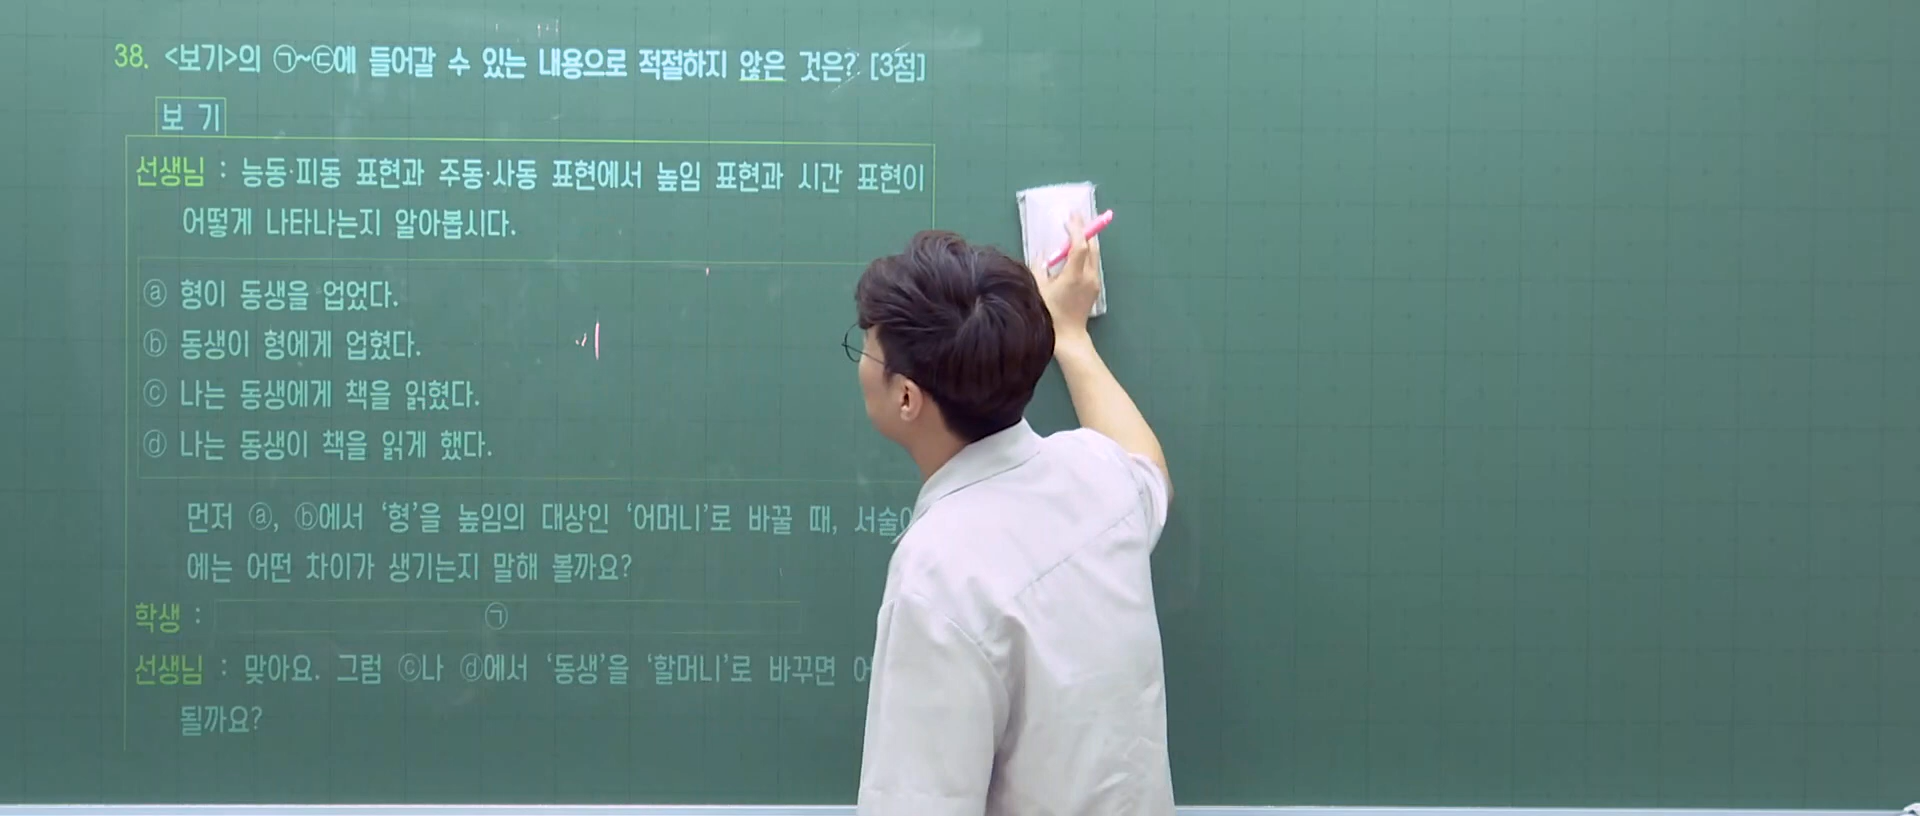 38. <보기>의 ㉠~㉢에 들어갈 수 있는 내용으로 적절하지 않은 것은? [3점]
보 기
선생님 : 능동·피동 표현과 주동·사동 표현에서 높임 표현과 시간 표현이
어떻게 나타나는지 알아봅시다.
ⓐ 형이 동생을 업었다.
ⓑ 동생이 형에게 업혔다.
ⓒ 나는 동생에게 책을 읽혔다.
ⓓ 나는 동생이 책을 읽게 했다.
먼저 ⓐ, ⓑ에서 ‘형’을 높임의 대상인 ‘어머니’로 바꿀 때,
에는 어떤 차이가 생기는지 말해 볼까요?
학생 : ㉠
선생님 : 맞아요. 그럼 ⓒ나 ⓓ에서 ‘동생’을 ‘할머니’로 바꾸면
될까요?